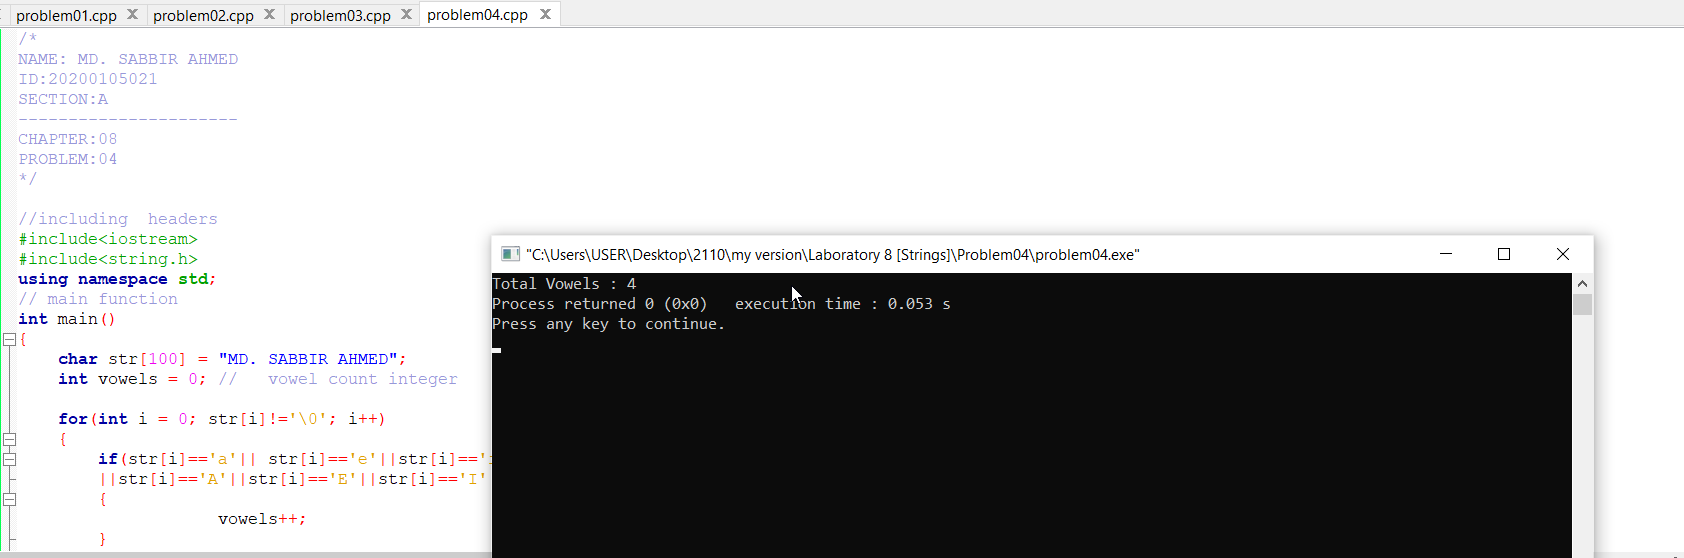 problem01.cpp problem02.cpp problem03.cpp problem04.cpp
/*
NAME: MD. SABBIR AHMED
ID:20200105021
SECTION:A
----------------------
CHAPTER:08
PROBLEM:04
*/
//including  headers
#include<iostream>
#include<string.h>
using namespace std;
// main function
int main()
{
    char str[100] = "MD. SABBIR AHMED";
    int vowels = 0; //   vowel count integer
    for(int i = 0; str[i]!='\0'; i++)
    {
        if(str[i]=='a'|| str[i]=='e'||str[i]=='i
        ||str[i]=='A'||str[i]=='E'||str[i]=='I'
        {
                    vowels++;
        }
"C:\Users\USER\Desktop\2110\my version\Laboratory 8 [Strings]\Problem04\problem04.exe"
Total Vowels : 4
Process returned 0 (0x0)   execution time : 0.053 s
Press any key to continue.